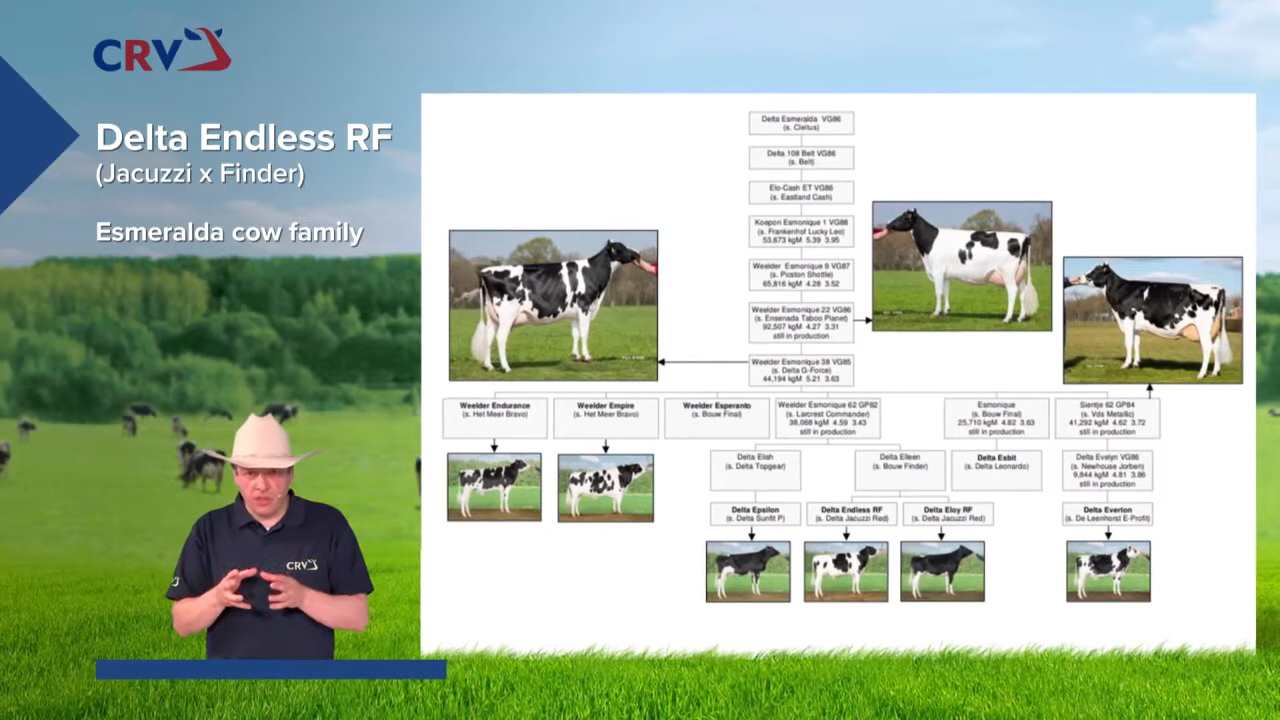 CRV
Delta Endless RF
(Jacuzzi x Finder)
Esmeralda cow family
CRV
Delta Esmeralda VG86
(s. Cleitus)
Delta 108 Belt VG86
(s. Belt)
Elo-Cash ET VG86
(s. Eastland Cash)
Koepon Esmonique 1 VG88
(s. Frankenhof Lucky Leo)
53,673 kgM 5.39 3.95
Weelder Esmonique 9 VG87
(s. Picston Shottle)
65,816 kgM 4.28 3.52
Weelder Esmonique 22 VG86
(s. Ensenada Taboo Planet)
92,507 kgM 4.27 3.31
still in production
Weelder Esmonique 38 VG85
(s. Delta G-Force)
44,194 kgM 5.21 3.63
Weelder Endurance
(s. Het Meer Bravo)
Weelder Empire
(s. Het Meer Bravo)
Weelder Esperanto
(s. Bouw Final)
Weelder Esmonique 62 GP82
(s. Larcrest Commander)
38,068 kgM 4.59 3.43
still in production
Esmonique
(s. Bouw Final)
25,710 kgM 4.82 3.63
still in production
Sientje 62 GP84
(s. Vds Metallic)
41,292 kgM 4.62 3.72
still in production
Delta Eliah
(s. Delta Topgear)
Delta Eileen
(s. Bouw Finder)
Delta Esbit
(s. Delta Leonardo)
Delta Evelyn VG86
(s. Newhouse Jorben)
9,844 kgM 4.81 3.86
still in production
Delta Epsilon
(s. Delta Sunfit P)
Delta Endless RF
(s. Delta Jacuzzi Red)
Delta Eloy RF
(s. Delta Jacuzzi Red)
Delta Everton
(s. De Leenhorst E-Profit)